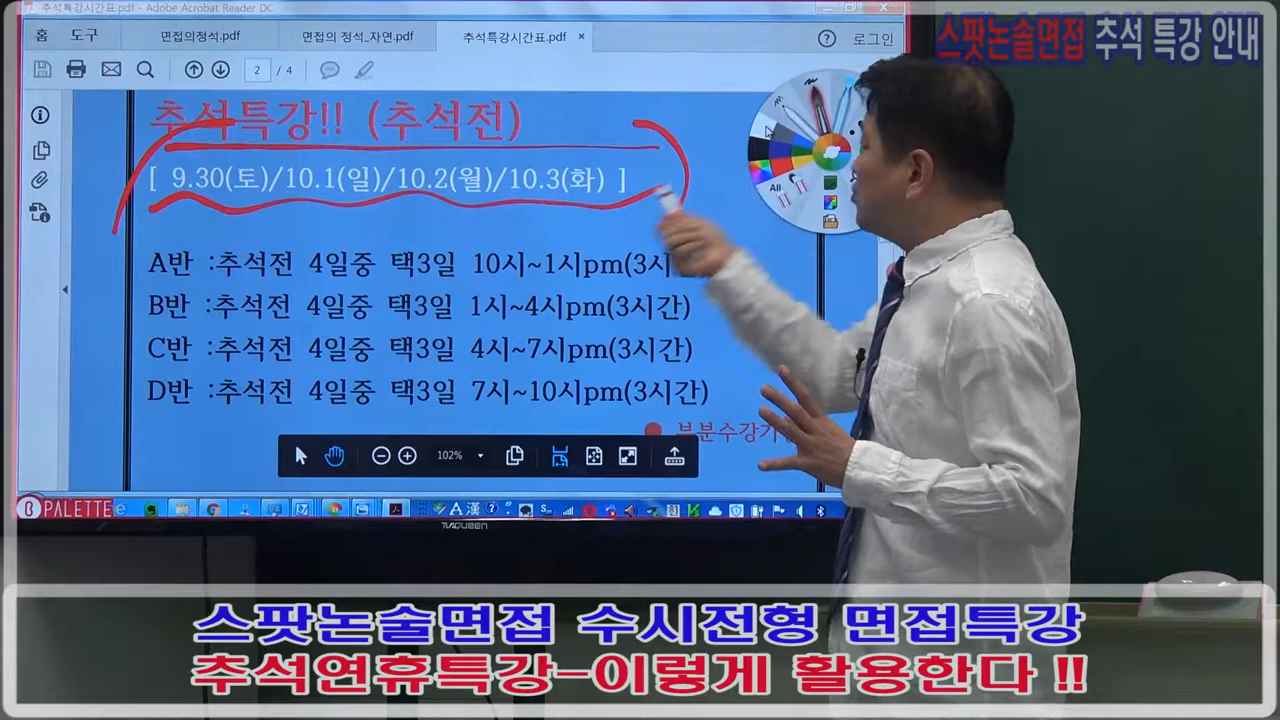 추석특강시간표.pdf - Adobe Acrobat Reader DC
스팟논술면접 추석 특강 안내
홈 도구 면접의정석.pdf 면접의 정석_자연.pdf 추석특강시간표.pdf × ? 로그인
2 / 4
추석특강!! (추석전)
[ 9.30(토)/10.1(일)/10.2(월)/10.3(화) ]
All
A반 :추석전 4일중 택3일 10시~1시pm(3시
B반 :추석전 4일중 택3일 1시~4시pm(3시간)
C반 :추석전 4일중 택3일 4시~7시pm(3시간)
D반 :추석전 4일중 택3일 7시~10시pm(3시간)
부분수강가
102%
PALETTE A 漢
스팟논술면접 수시전형 면접특강
추석연휴특강-이렇게 활용한다 !!